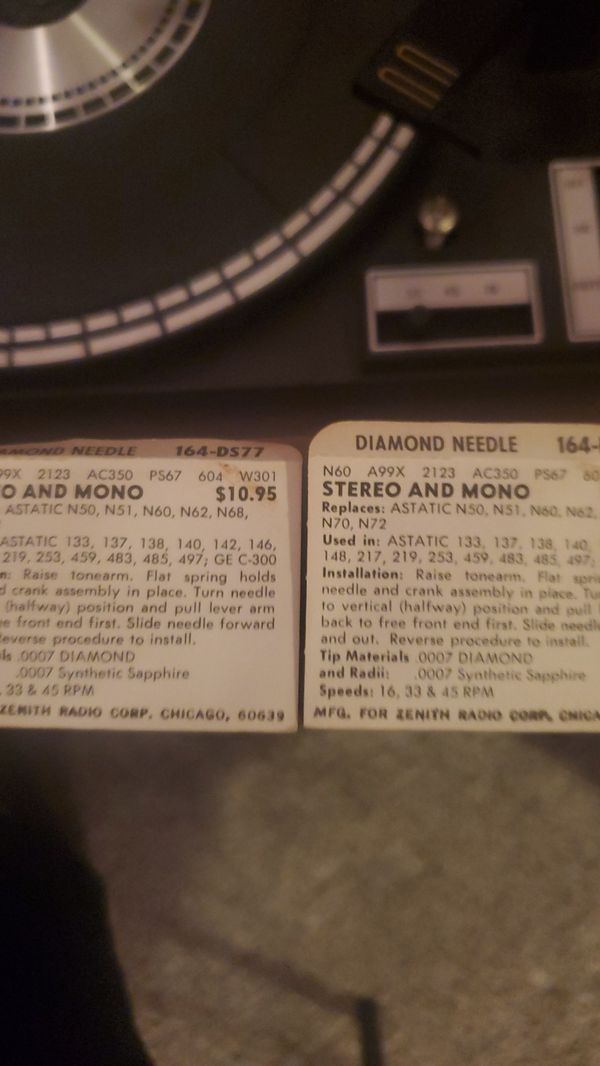 AMOND NEEDLE 164-DS77
99X 2123 AC350 PS67 604 W301
O AND MONO $10.95
ASTATIC N50, N51, N60, N62, N68,
ASTATIC 133, 137, 138, 140, 142, 146,
219, 253, 459, 483, 485, 497; GE C-300
n: Raise tonearm. Flat spring holds
d crank assembly in place. Turn needle
(halfway) position and pull lever arm
e front end first. Slide needle forward
everse procedure to install.
ls .0007 DIAMOND
.0007 Synthetic Sapphire
, 33 & 45 RPM
ZENITH RADIO CORP. CHICAGO, 60639
DIAMOND NEEDLE 164-
N60 A99X 2123 AC350 PS67 60
STEREO AND MONO
Replaces: ASTATIC N50, N51, N60, N62,
N70, N72
Used in: ASTATIC 133, 137, 138, 140,
148, 217, 219, 253, 459, 483, 485, 497;
Installation: Raise tonearm. Flat spri
needle and crank assembly in place. Tu
to vertical (halfway) position and pull
back to free front end first. Slide needle
and out. Reverse procedure to install.
Tip Materials .0007 DIAMOND
and Radii: .0007 Synthetic Sapphire
Speeds: 16, 33 & 45 RPM
MFG. FOR ZENITH RADIO CORP. CHICA